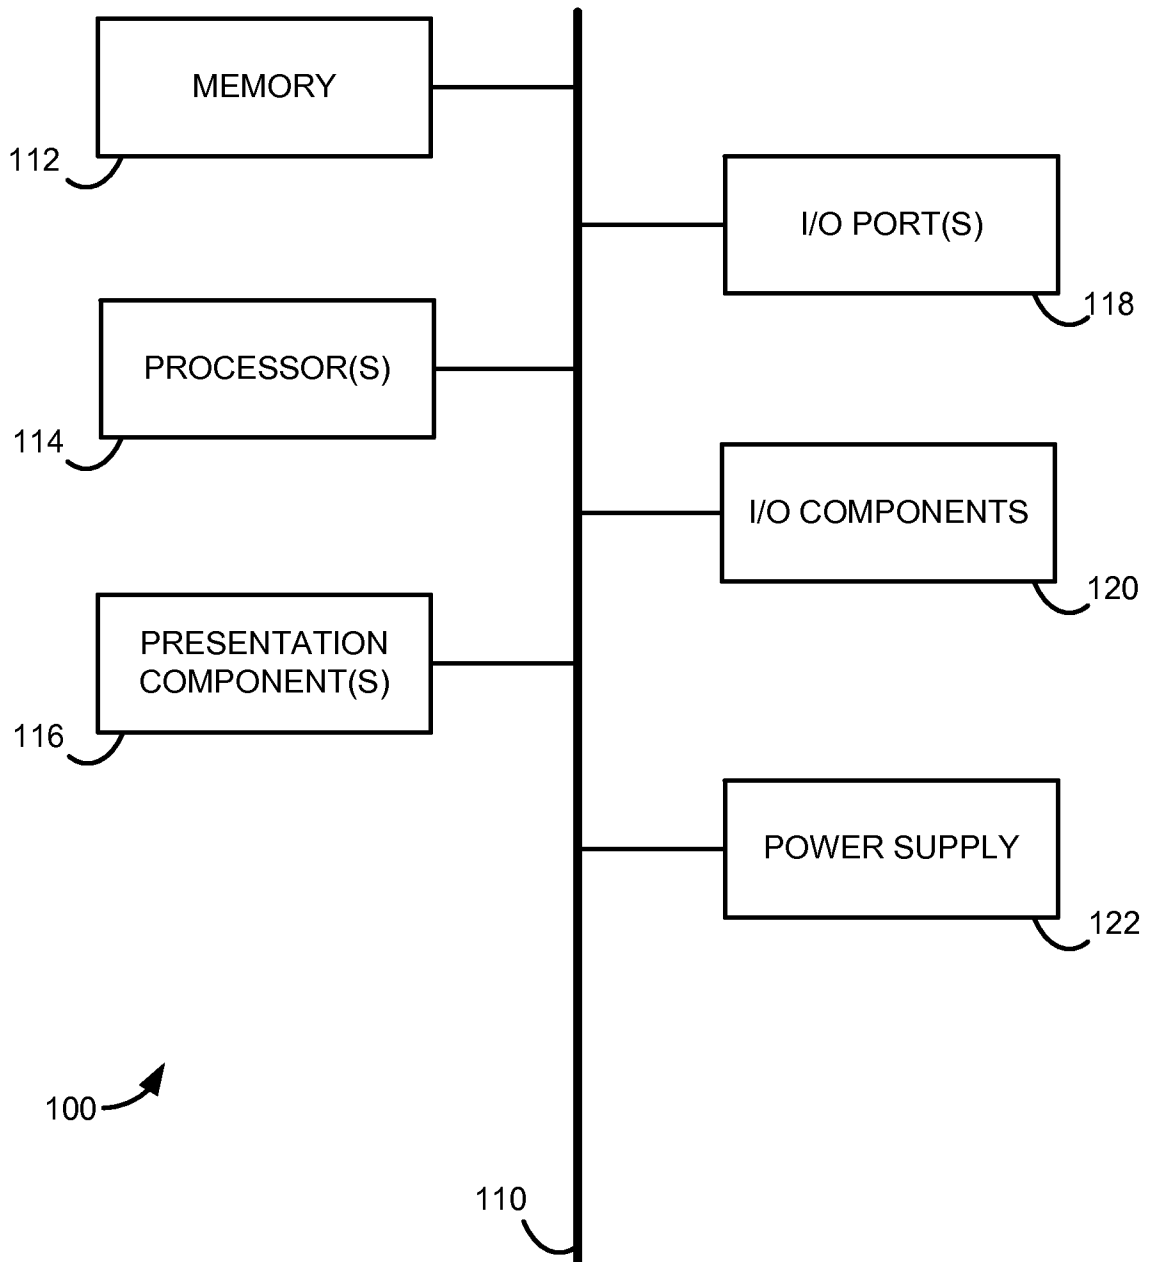 MEMORY
112
I/O PORT(S)
118
PROCESSOR(S)
114
I/O COMPONENTS
120
PRESENTATION
COMPONENT(S)
116
POWER SUPPLY
122
100
110